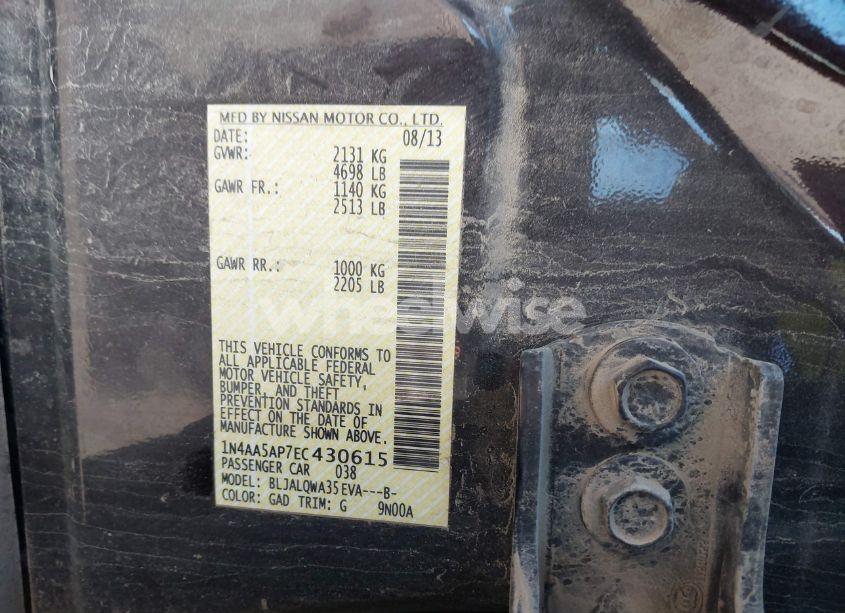 MFD BY NISSAN MOTOR CO., LTD.
DATE: 08/13
GVWR: 2131 KG
4698 LB
GAWR FR.: 1140 KG
2513 LB
GAWR RR.: 1000 KG
2205 LB
wheelwise
THIS VEHICLE CONFORMS TO
ALL APPLICABLE FEDERAL
MOTOR VEHICLE SAFETY,
BUMPER, AND THEFT
PREVENTION STANDARDS IN
EFFECT ON THE DATE OF
MANUFACTURE SHOWN ABOVE.
1N4AA5AP7EC430615
PASSENGER CAR 038
MODEL: BLJALQWA35EVA---B-
COLOR: GAD TRIM: G 9N00A